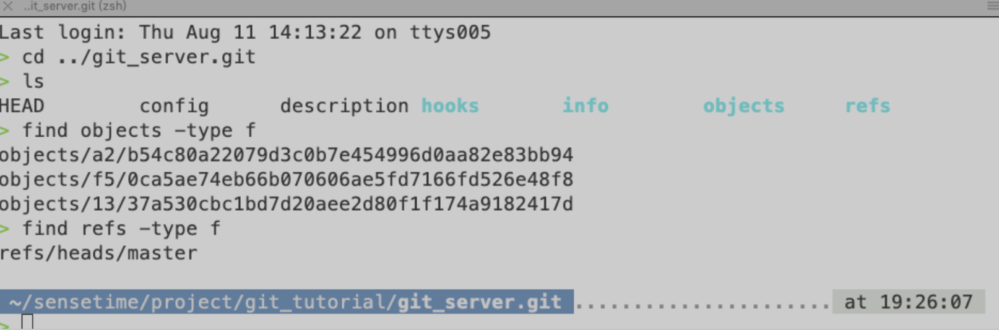 ..it_server.git (zsh)
Last login: Thu Aug 11 14:13:22 on ttys005
> cd ../git_server.git
> ls
HEAD config description hooks info objects refs
> find objects -type f
objects/a2/b54c80a22079d3c0b7e454996d0aa82e83bb94
objects/f5/0ca5ae74eb66b070606ae5fd7166fd526e48f8
objects/13/37a530cbc1bd7d20aee2d80f1f174a9182417d
> find refs -type f
refs/heads/master
~/sensetime/project/git_tutorial/git_server.git ...................... at 19:26:07
>